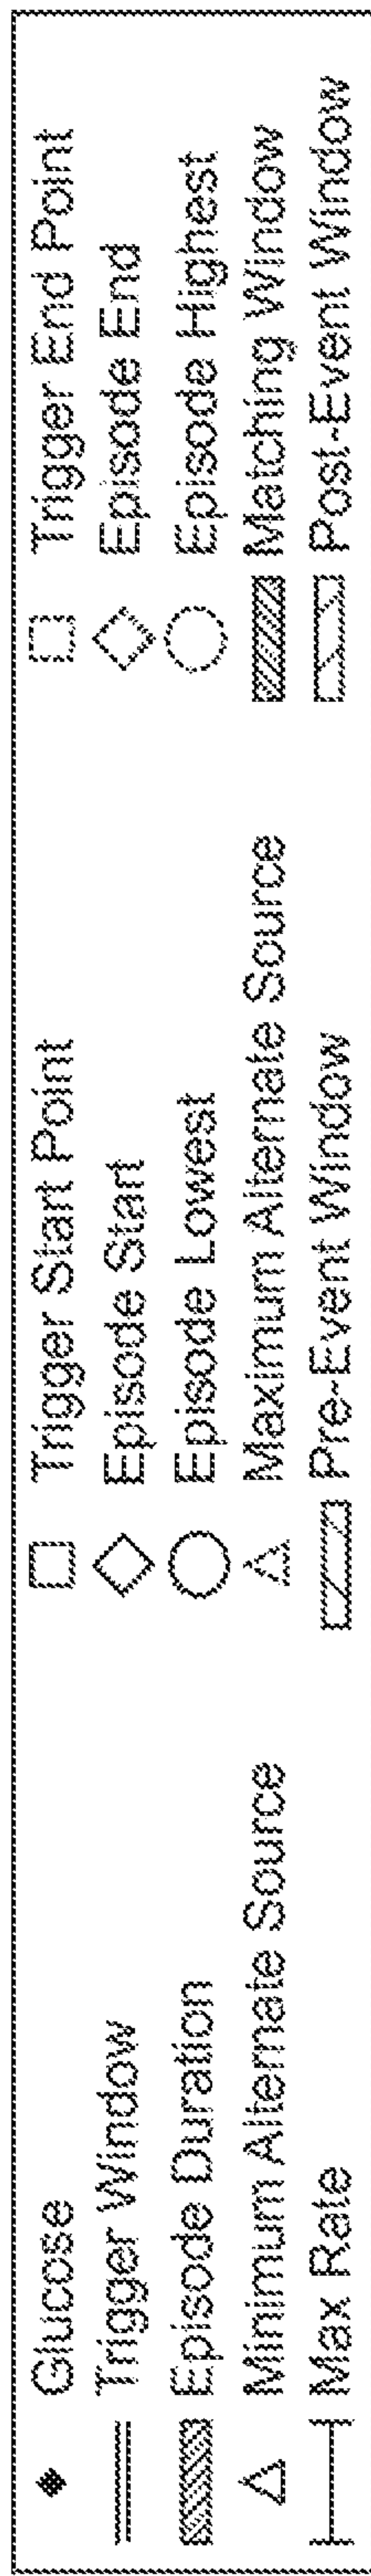 Glucose
Trigger Window
Episode Duration
Minimum Alternate Source
Max Rate
Trigger Start Point
Episode Start
Episode Lowest
Maximum Alternate Source
Pre-Event Window
Trigger End Point
Episode End
Episode Highest
Matching Window
Post-Event Window